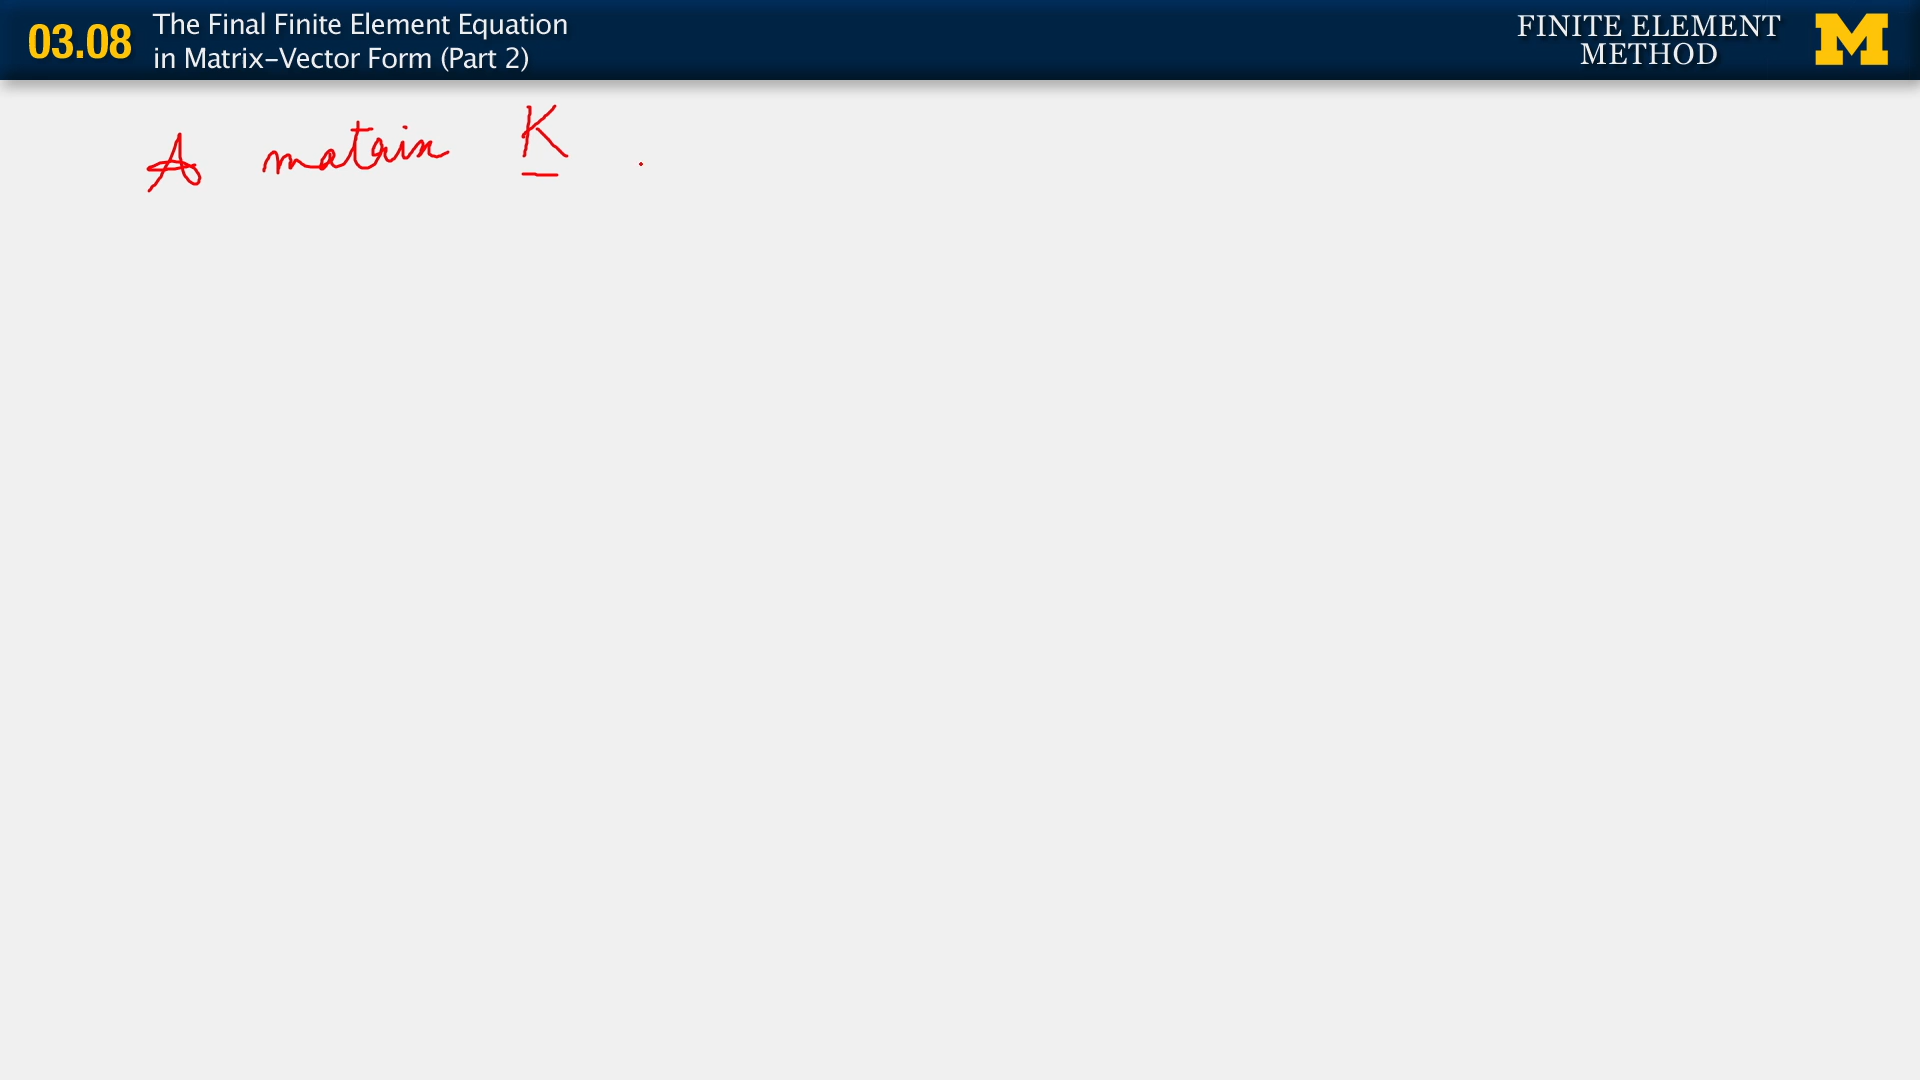 03.08
The Final Finite Element Equation
in Matrix–Vector Form (Part 2)
FINITE ELEMENT
METHOD
M
A matrix K